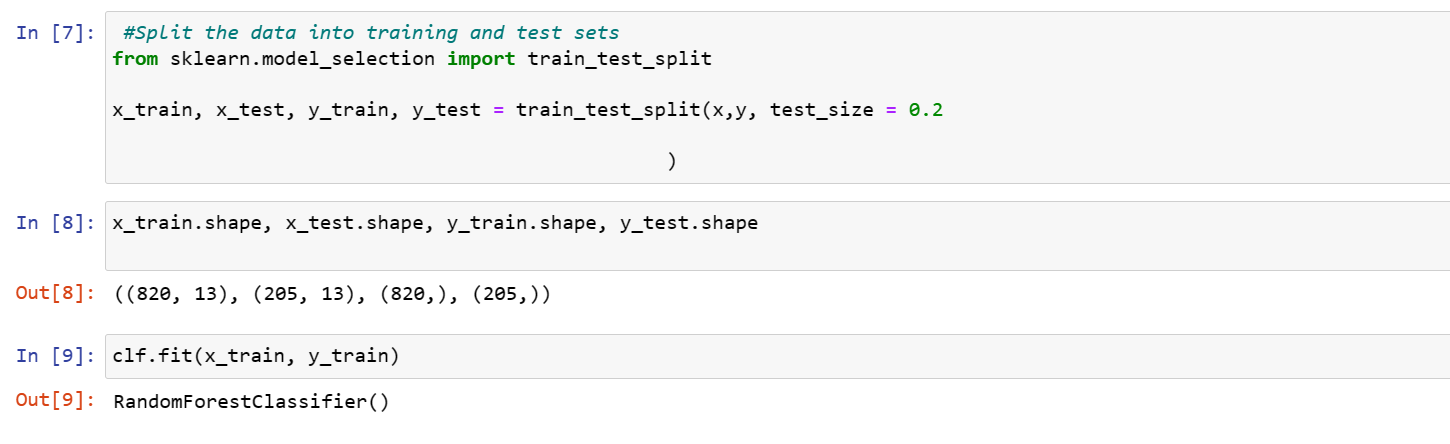 In [7]: #Split the data into training and test sets
from sklearn.model_selection import train_test_split
x_train, x_test, y_train, y_test = train_test_split(x,y, test_size = 0.2
)
In [8]: x_train.shape, x_test.shape, y_train.shape, y_test.shape
Out[8]: ((820, 13), (205, 13), (820,), (205,))
In [9]: clf.fit(x_train, y_train)
Out[9]: RandomForestClassifier()